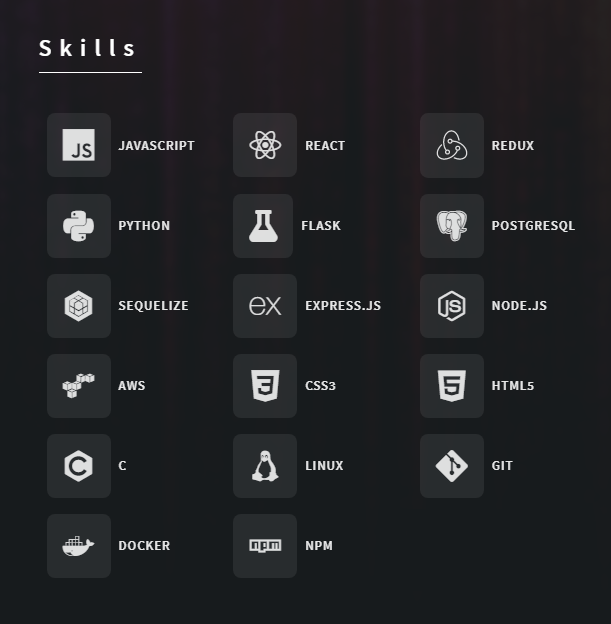 Skills
JS JAVASCRIPT
REACT
REDUX
PYTHON
FLASK
POSTGRESQL
SEQUELIZE
ex EXPRESS.JS
JS NODE.JS
AWS
3 CSS3
5 HTML5
C C
LINUX
GIT
DOCKER
npm NPM